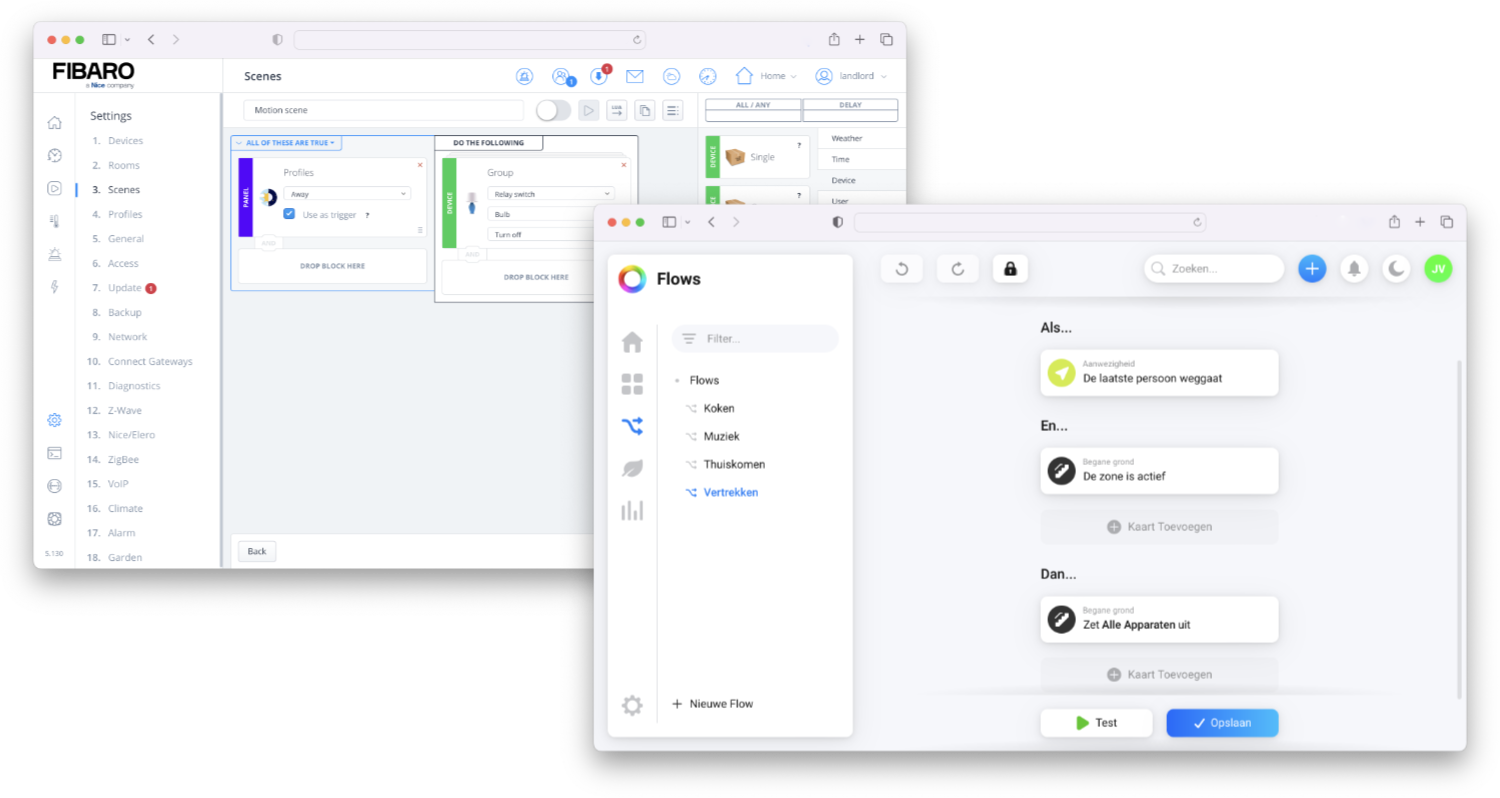 FIBARO
a Nice company
Scenes
1
1
Home
landlord
Settings
1. Devices
2. Rooms
3. Scenes
4. Profiles
5. General
6. Access
7. Update 1
8. Backup
9. Network
10. Connect Gateways
11. Diagnostics
12. Z-Wave
13. Nice/Elero
14. ZigBee
15. VoIP
16. Climate
17. Alarm
18. Garden
5.130
Motion scene
ALL / ANY
DELAY
ALL OF THESE ARE TRUE
DO THE FOLLOWING
PANEL
Profiles
Away
Use as trigger ?
AND
DROP BLOCK HERE
DEVICE
Group
Relay switch
Bulb
Turn off
AND
DROP BLOCK HERE
DEVICE
Single
?
?
Weather
Time
Device
User
Back
Flows
Filter...
Flows
Koken
Muziek
Thuiskomen
Vertrekken
+ Nieuwe Flow
Zoeken...
JV
Als...
Aanwezigheid
De laatste persoon weggaat
En...
Begane grond
De zone is actief
Kaart Toevoegen
Dan...
Begane grond
Zet Alle Apparaten uit
Kaart Toevoegen
Test
Opslaan